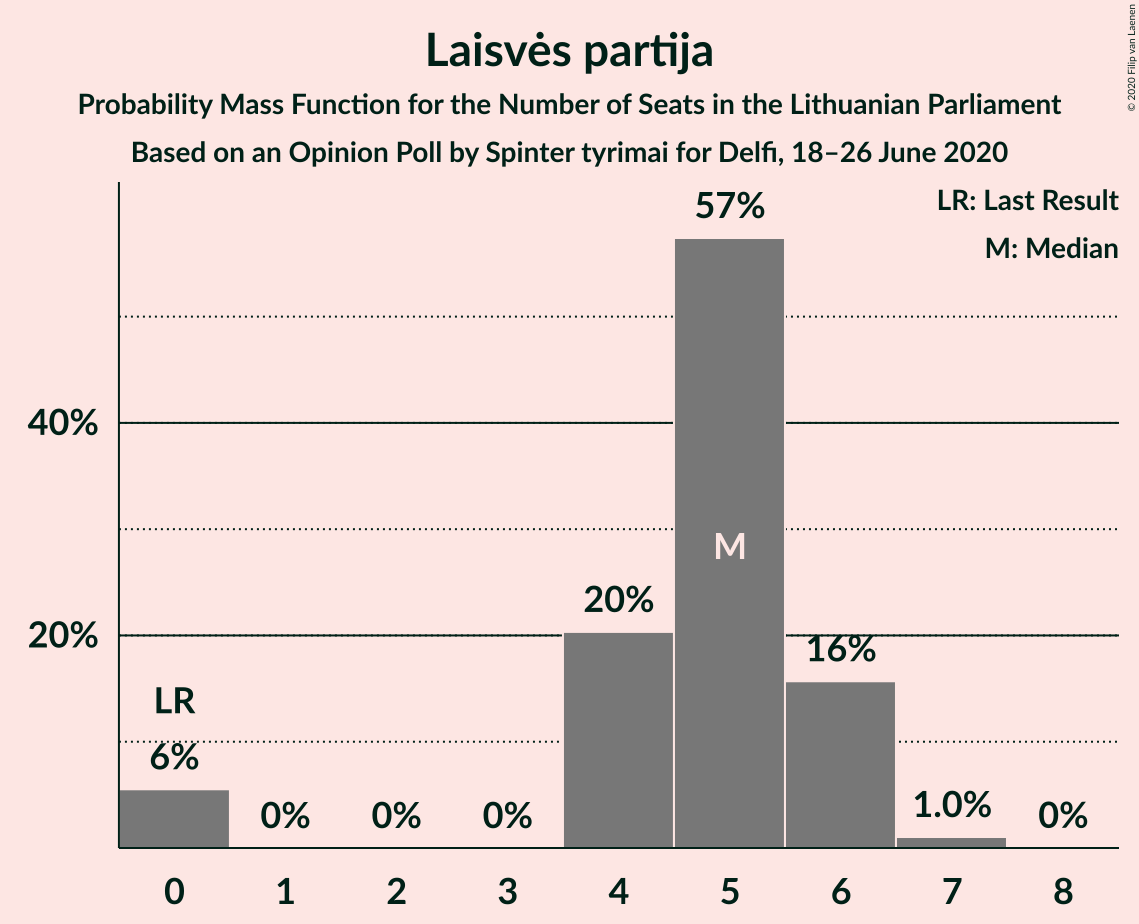 Laisvės partija
Probability Mass Function for the Number of Seats in the Lithuanian Parliament
Based on an Opinion Poll by Spinter tyrimai for Delfi, 18–26 June 2020
© 2020 Filip van Laenen
LR: Last Result
M: Median
57%
40%
M
20%
20%
16%
LR
6%
0%
0%
0%
1.0%
0%
0 1 2 3 4 5 6 7 8